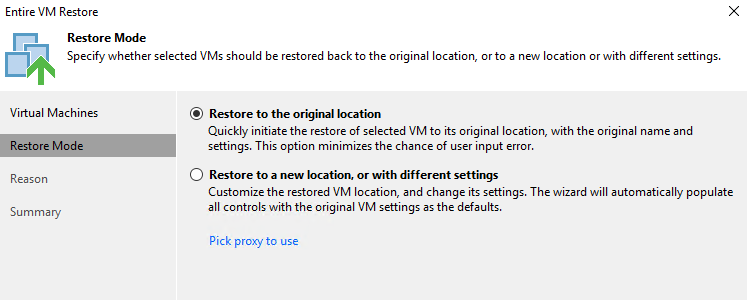 Entire VM Restore
Restore Mode
Specify whether selected VMs should be restored back to the original location, or to a new location or with different settings.
Virtual Machines
Restore Mode
Reason
Summary
Restore to the original location
Quickly initiate the restore of selected VM to its original location, with the original name and
settings. This option minimizes the chance of user input error.
Restore to a new location, or with different settings
Customize the restored VM location, and change its settings. The wizard will automatically populate
all controls with the original VM settings as the defaults.
Pick proxy to use